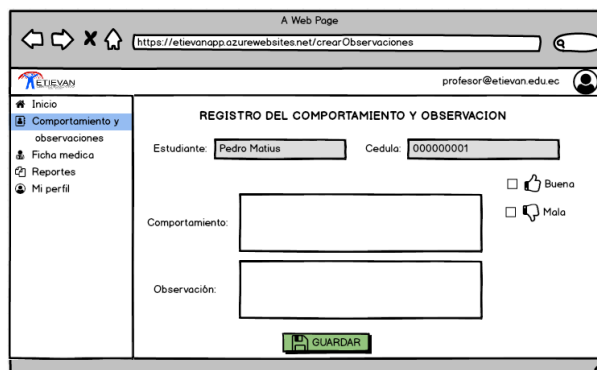 A Web Page
https://etievanapp.azurewebsites.net/crearObservaciones
ETIEVAN
profesor@etievan.edu.ec
Inicio
Comportamiento y
observaciones
Ficha medica
Reportes
Mi perfil
REGISTRO DEL COMPORTAMIENTO Y OBSERVACION
Estudiante: Pedro Matius Cedula: 000000001
Buena
Mala
Comportamiento:
Observación:
GUARDAR